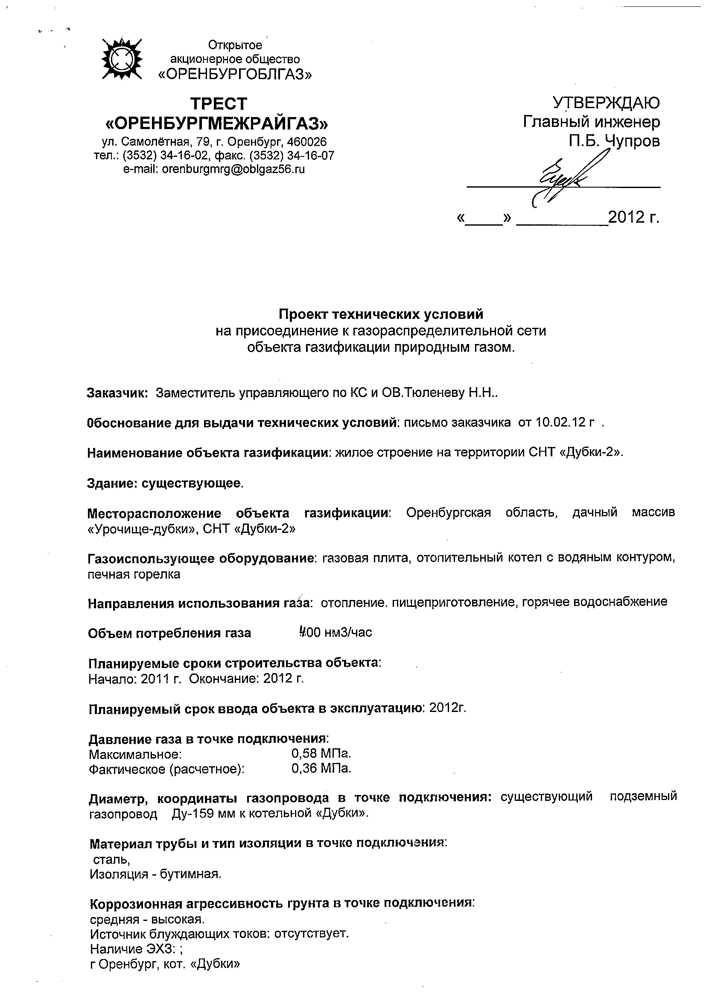 Открытое
акционерное общество
«ОРЕНБУРГОБЛГАЗ»
ТРЕСТ
«ОРЕНБУРГМЕЖРАЙГАЗ»
ул. Самолётная, 79, г. Оренбург, 460026
тел.: (3532) 34-16-02, факс. (3532) 34-16-07
e-mail: orenburgmrg@oblgaz56.ru
УТВЕРЖДАЮ
Главный инженер
П.Б. Чупров
«____» __________2012 г.
Проект технических условий
на присоединение к газораспределительной сети
объекта газификации природным газом.
Заказчик: Заместитель управляющего по КС и ОВ.Тюленеву Н.Н..
Обоснование для выдачи технических условий: письмо заказчика от 10.02.12 г .
Наименование объекта газификации: жилое строение на территории СНТ «Дубки-2».
Здание: существующее.
Месторасположение объекта газификации: Оренбургская область, дачный массив
«Урочище-дубки», СНТ «Дубки-2»
Газоиспользующее оборудование: газовая плита, отопительный котел с водяным контуром,
печная горелка
Направления использования газа: отопление. пищеприготовление, горячее водоснабжение
Объем потребления газа 400 нм3/час
Планируемые сроки строительства объекта:
Начало: 2011 г. Окончание: 2012 г.
Планируемый срок ввода объекта в эксплуатацию: 2012г.
Давление газа в точке подключения:
Максимальное: 0,58 МПа.
Фактическое (расчетное): 0,36 МПа.
Диаметр, координаты газопровода в точке подключения: существующий подземный
газопровод Ду-159 мм к котельной «Дубки».
Материал трубы и тип изоляции в точке подключения:
сталь,
Изоляция - бутимная.
Коррозионная агрессивность грунта в точке подключения:
средняя - высокая.
Источник блуждающих токов: отсутствует.
Наличие ЭХЗ: ;
г Оренбург, кот. «Дубки»